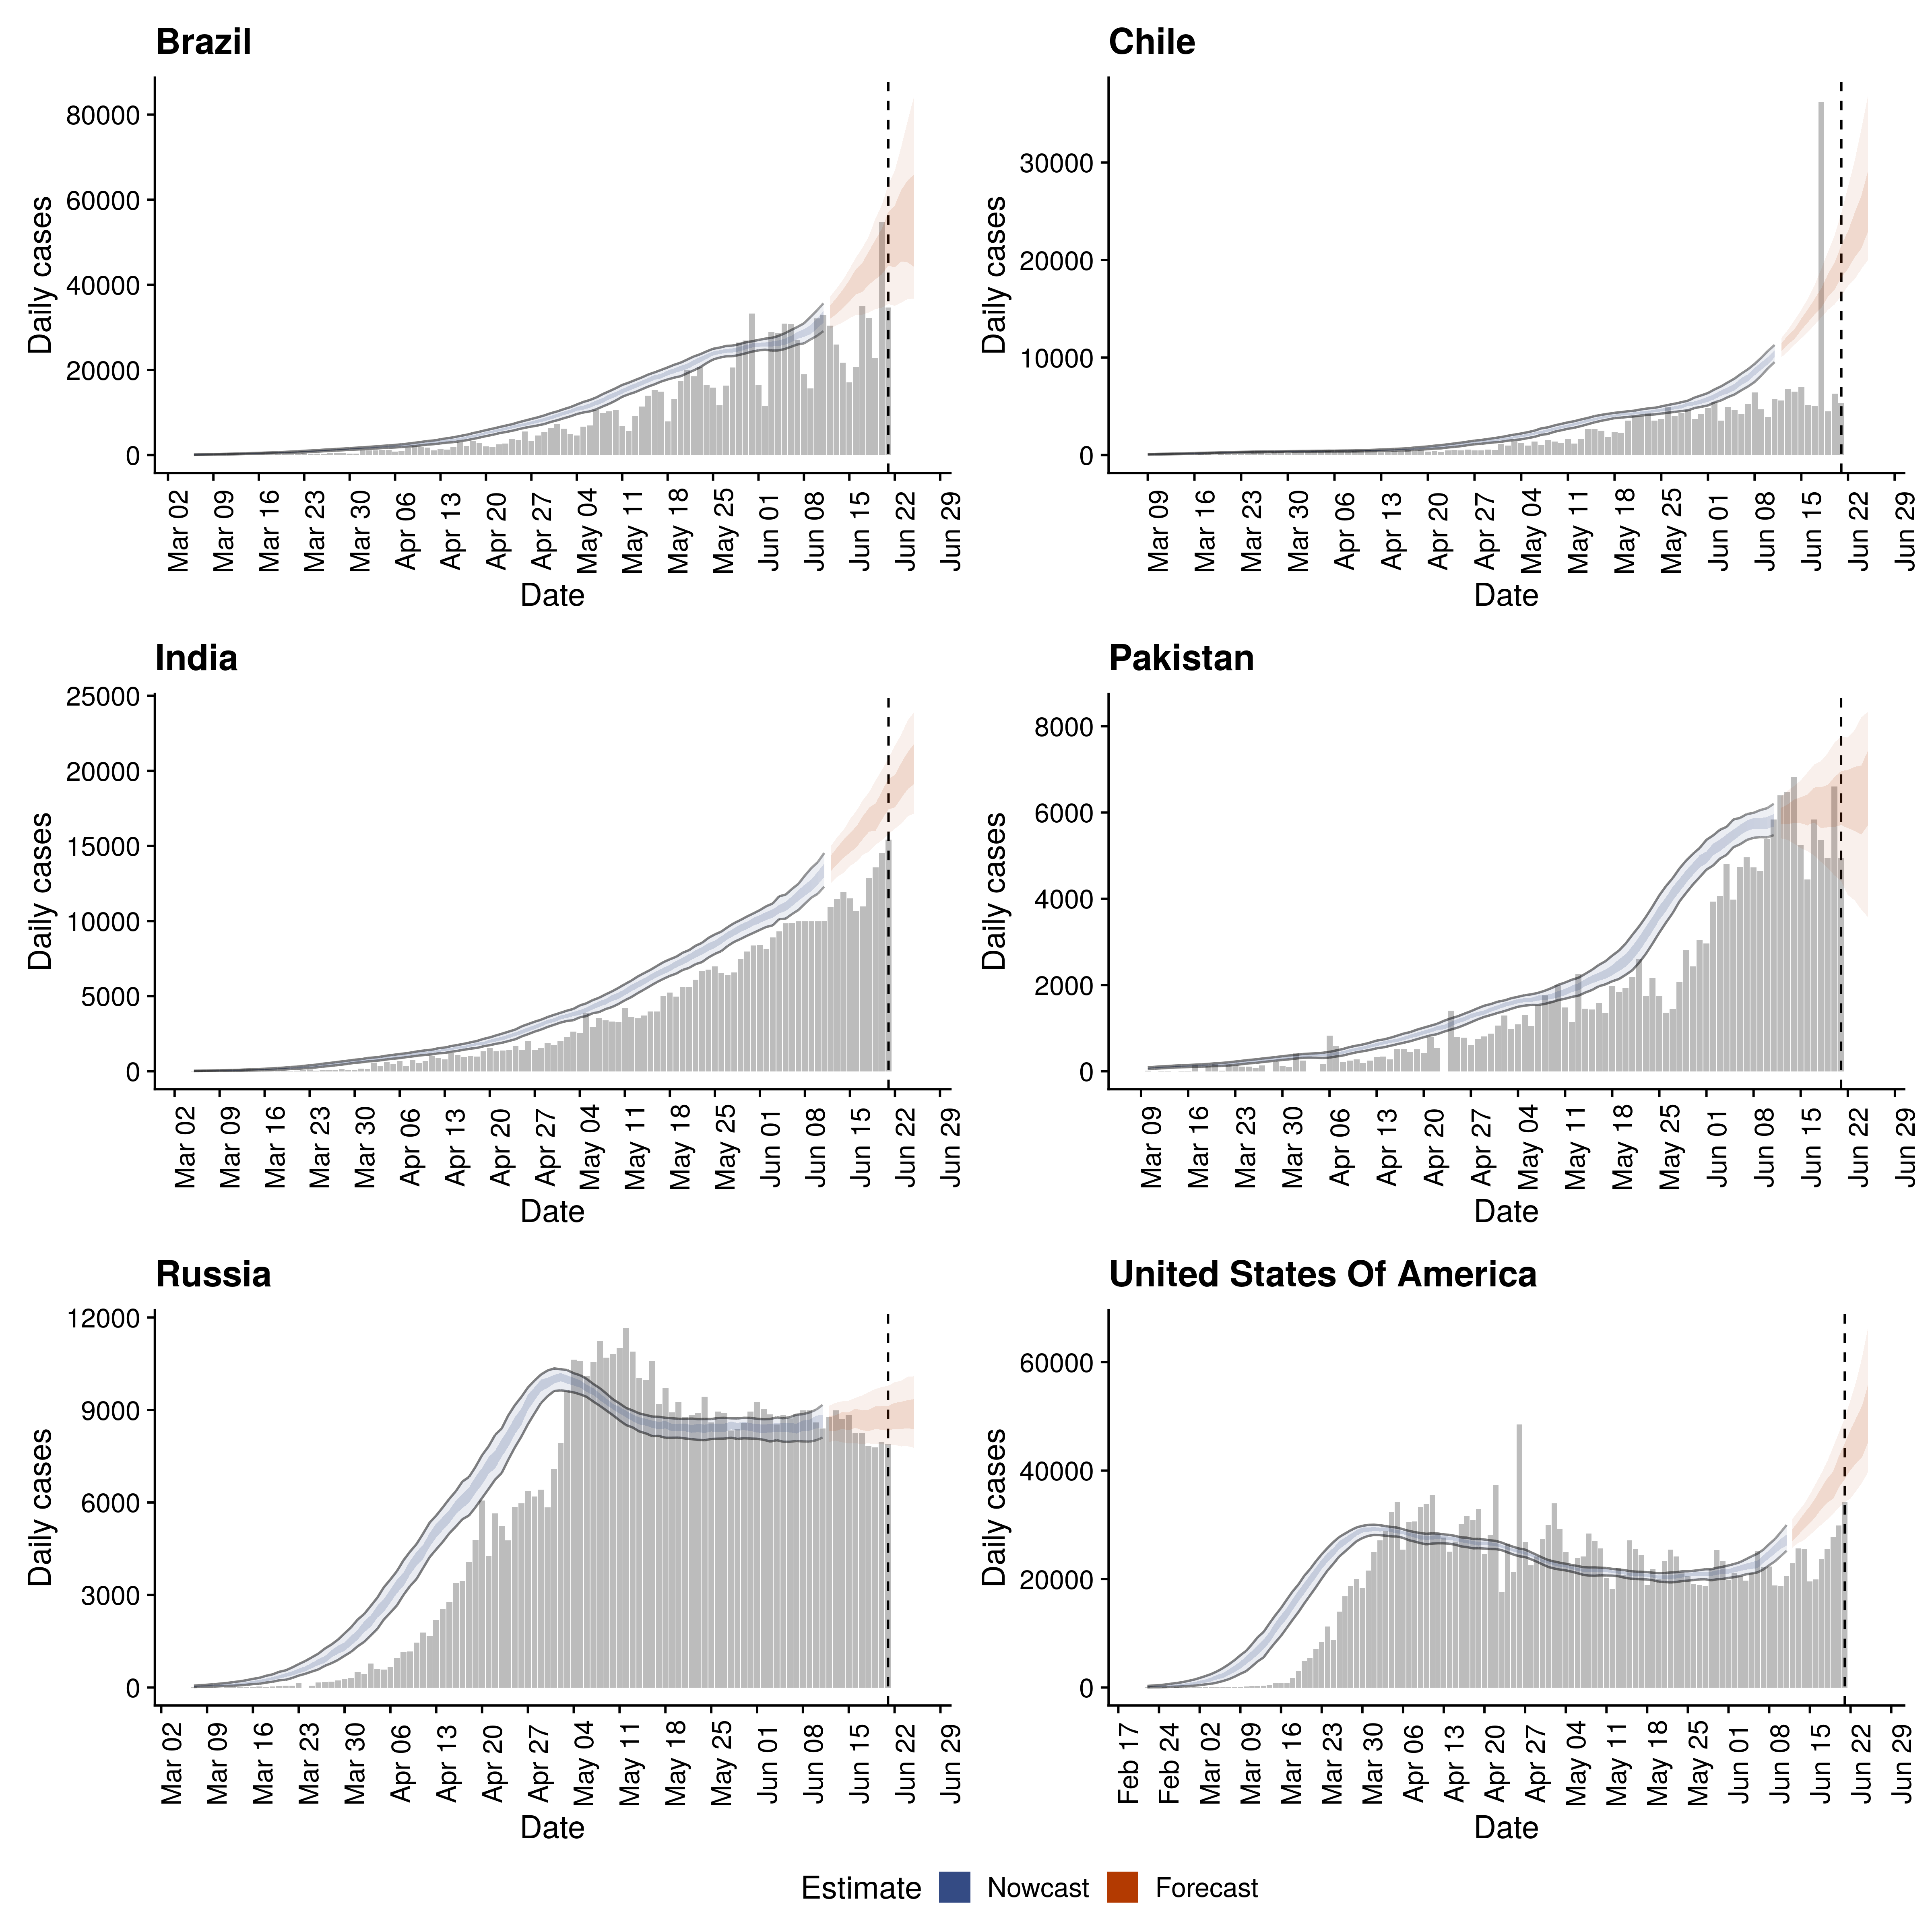 Brazil
Daily cases
80000
60000
40000
20000
0
Mar 02
Mar 09
Mar 16
Mar 23
Mar 30
Apr 06
Apr 13
Apr 20
Apr 27
May 04
May 11
May 18
May 25
Jun 01
Jun 08
Jun 15
Jun 22
Jun 29
Date
Chile
Daily cases
30000
20000
10000
0
Mar 09
Mar 16
Mar 23
Mar 30
Apr 06
Apr 13
Apr 20
Apr 27
May 04
May 11
May 18
May 25
Jun 01
Jun 08
Jun 15
Jun 22
Jun 29
Date
India
Daily cases
25000
20000
15000
10000
5000
0
Mar 02
Mar 09
Mar 16
Mar 23
Mar 30
Apr 06
Apr 13
Apr 20
Apr 27
May 04
May 11
May 18
May 25
Jun 01
Jun 08
Jun 15
Jun 22
Jun 29
Date
Pakistan
Daily cases
8000
6000
4000
2000
0
Mar 09
Mar 16
Mar 23
Mar 30
Apr 06
Apr 13
Apr 20
Apr 27
May 04
May 11
May 18
May 25
Jun 01
Jun 08
Jun 15
Jun 22
Jun 29
Date
Russia
Daily cases
12000
9000
6000
3000
0
Mar 02
Mar 09
Mar 16
Mar 23
Mar 30
Apr 06
Apr 13
Apr 20
Apr 27
May 04
May 11
May 18
May 25
Jun 01
Jun 08
Jun 15
Jun 22
Jun 29
Date
United States Of America
Daily cases
60000
40000
20000
0
Feb 17
Feb 24
Mar 02
Mar 09
Mar 16
Mar 23
Mar 30
Apr 06
Apr 13
Apr 20
Apr 27
May 04
May 11
May 18
May 25
Jun 01
Jun 08
Jun 15
Jun 22
Jun 29
Date
Estimate Nowcast Forecast